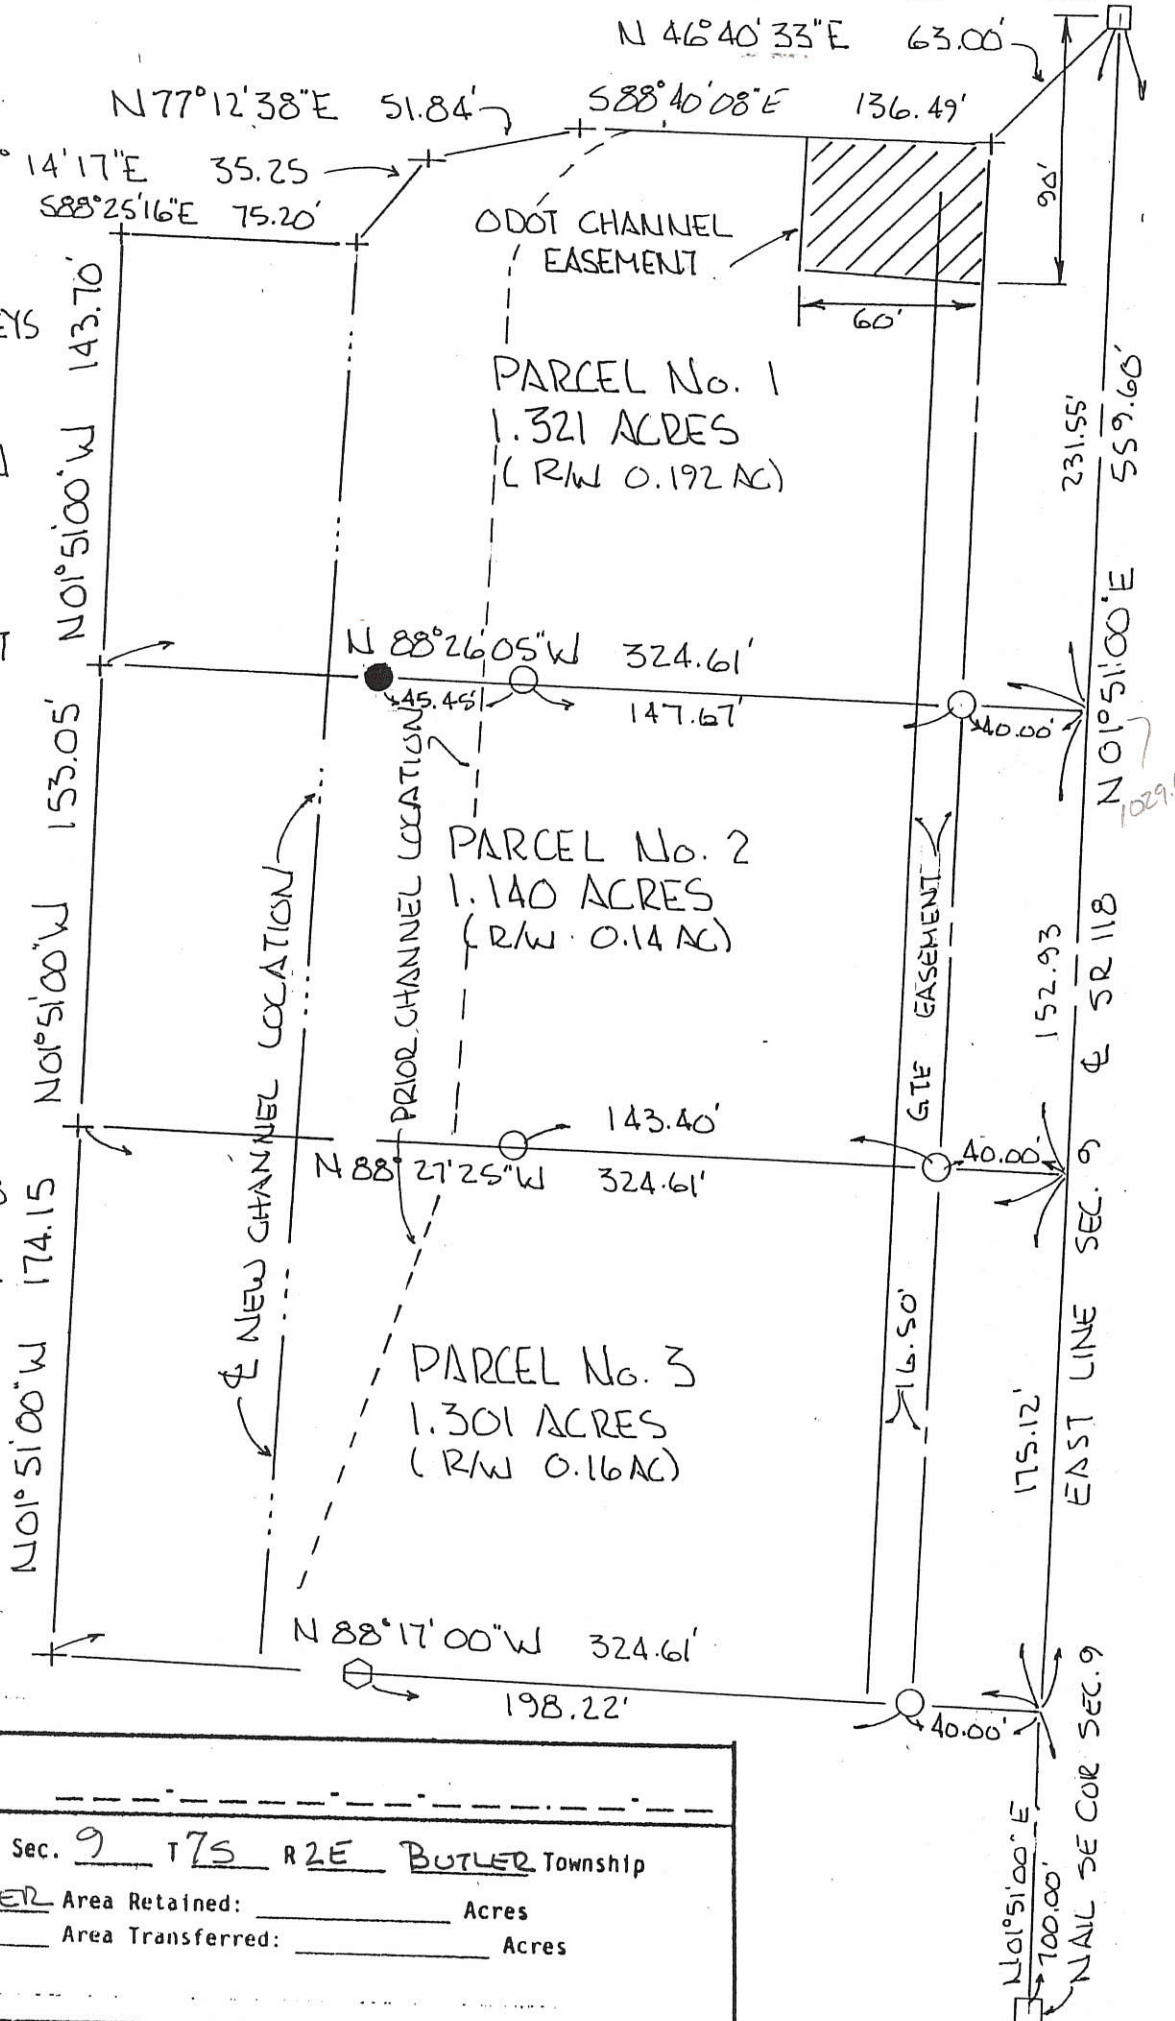 N 46°40'33"E 63.00'
N 77°12'38"E 51.84'
S88°40'08"E 136.49'
° 14'17"E 35.25
S88°25'16"E 75.20'
ODOT CHANNEL
EASEMENT
90'
60'
EYS
N01°51'00"W 143.70'
PARCEL No. 1
1.321 ACRES
(R/W 0.192 AC)
231.55'
N01°51'00"E 559.60'
T
N 88°26'05"W 324.61'
45.45'
147.67'
40.00'
1029.
N01°51'00"W 153.05'
℄ NEW CHANNEL LOCATION
PRIOR CHANNEL LOCATION
PARCEL No. 2
1.140 ACRES
(R/W 0.14 AC)
GTE EASEMENT
152.93
EAST LINE SEC. 9 ℄ SR 118
143.40'
40.00'
N 88°27'25"W 324.61'
N01°51'00"W 174.15
16.50'
PARCEL No. 3
1.301 ACRES
(R/W 0.16 AC)
175.12'
N 88°17'00"W 324.61'
198.22'
40.00'
N01°51'00"E
700.00'
NAIL SE COR SEC. 9
Sec. 9 T7S R2E BUTLER Township
ER Area Retained: Acres
Area Transferred: Acres